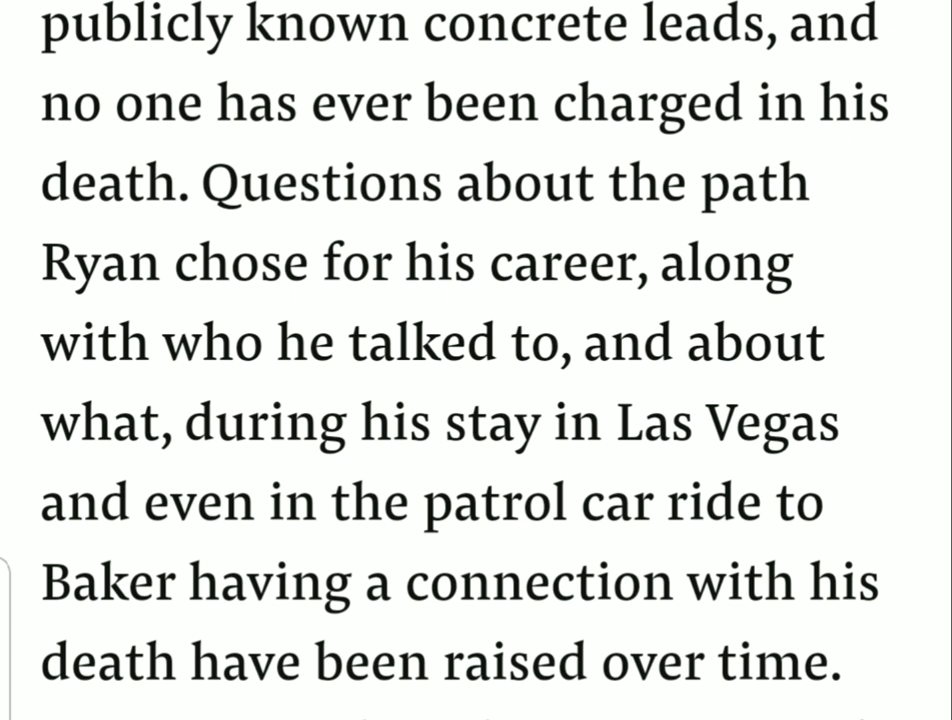 publicly known concrete leads, and
no one has ever been charged in his
death. Questions about the path
Ryan chose for his career, along
with who he talked to, and about
what, during his stay in Las Vegas
and even in the patrol car ride to
Baker having a connection with his
death have been raised over time.